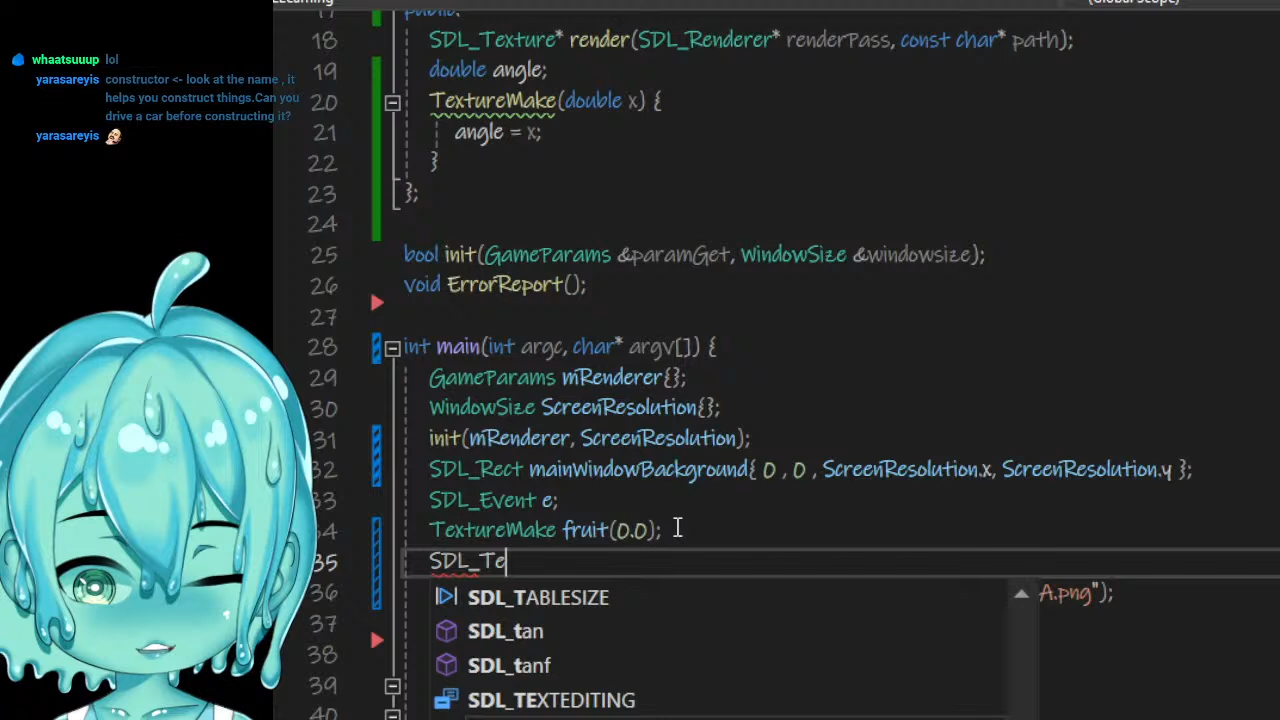 whaatsuuup lol
yarasareyis constructor <- look at the name , it
helps you construct things.Can you
drive a car before constructing it?
yarasareyis
public:
18 SDL_Texture* render(SDL_Renderer* renderPass, const char* path);
19 double angle;
20 TextureMake(double x) {
21 angle = x;
22 }
23 };
24
25 bool init(GameParams &paramGet, WindowSize &windowsize);
26 void ErrorReport();
27
28 int main(int argc, char* argv[]) {
29 GameParams mRenderer{};
30 WindowSize ScreenResolution{};
31 init(mRenderer, ScreenResolution);
32 SDL_Rect mainWindowBackground{ 0 , 0 , ScreenResolution.x, ScreenResolution.y };
33 SDL_Event e;
34 TextureMake fruit(0.0);
35 SDL_Te
36 A.png");
SDL_TABLESIZE
37 SDL_tan
38 SDL_tanf
39 SDL_TEXTEDITING
40